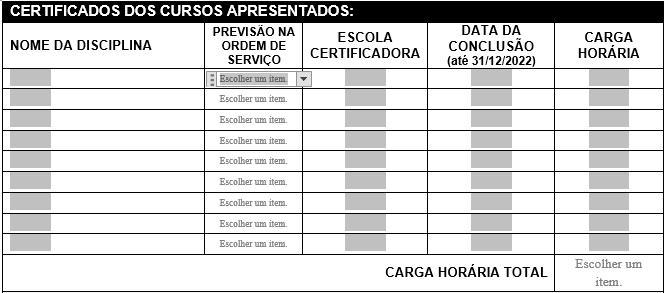 CERTIFICADOS DOS CURSOS APRESENTADOS:
NOME DA DISCIPLINA
PREVISÃO NA
ORDEM DE
SERVIÇO
ESCOLA
CERTIFICADORA
DATA DA
CONCLUSÃO
(até 31/12/2022)
CARGA
HORÁRIA
Escolher um item.
Escolher um item.
Escolher um item.
Escolher um item.
Escolher um item.
Escolher um item.
Escolher um item.
Escolher um item.
Escolher um item.
CARGA HORÁRIA TOTAL
Escolher um
item.